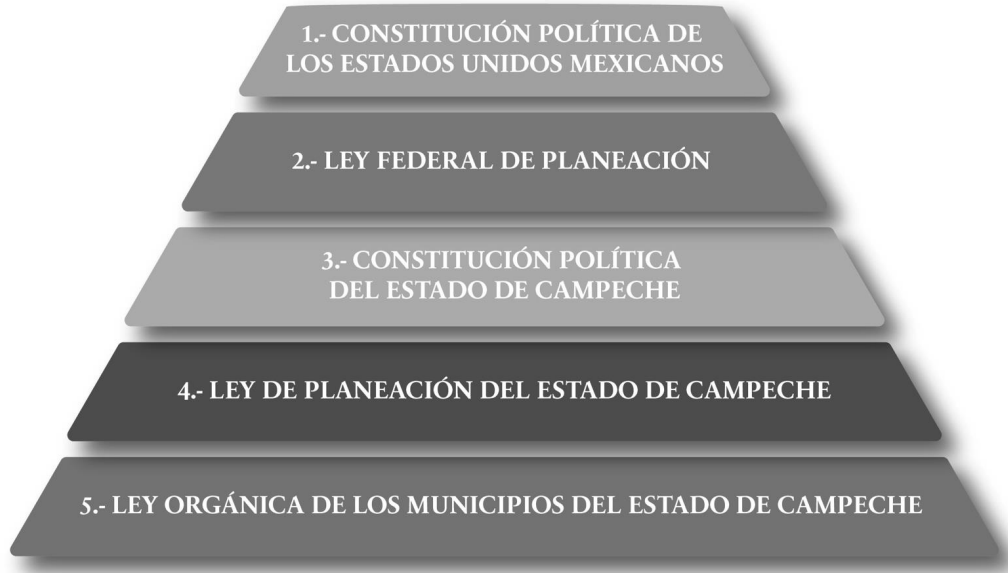 1.- CONSTITUCIÓN POLÍTICA DE
LOS ESTADOS UNIDOS MEXICANOS
2.- LEY FEDERAL DE PLANEACIÓN
3.- CONSTITUCIÓN POLÍTICA
DEL ESTADO DE CAMPECHE
4.- LEY DE PLANEACIÓN DEL ESTADO DE CAMPECHE
5.- LEY ORGÁNICA DE LOS MUNICIPIOS DEL ESTADO DE CAMPECHE